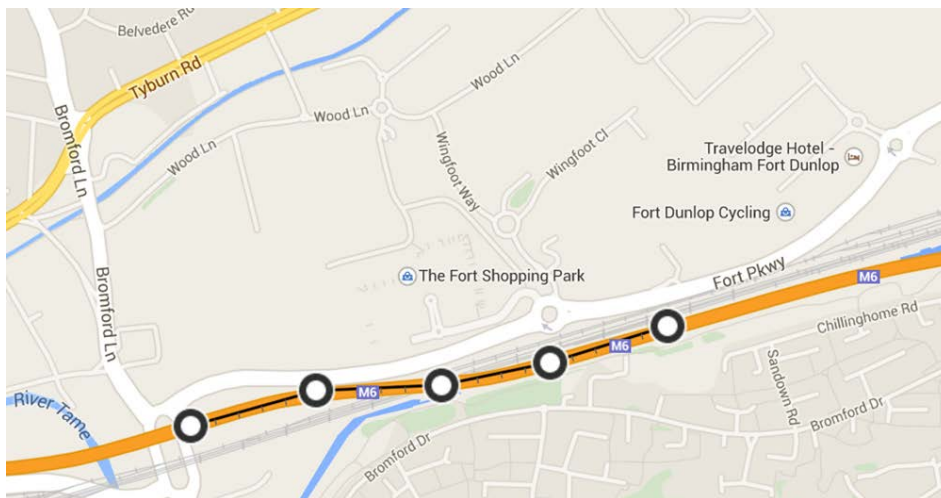 Belvedere Rd
Tyburn Rd
Bromford Ln
Wood Ln
Wood Ln
Wood Ln
Wingfoot Way
Wingfoot Cl
Travelodge Hotel -
Birmingham Fort Dunlop
Fort Dunlop Cycling
The Fort Shopping Park
Bromford Ln
Fort Pkwy
M6
M6
M6
Chillinghome Rd
Sandown Rd
River Tame
Bromford Dr
Bromford Dr